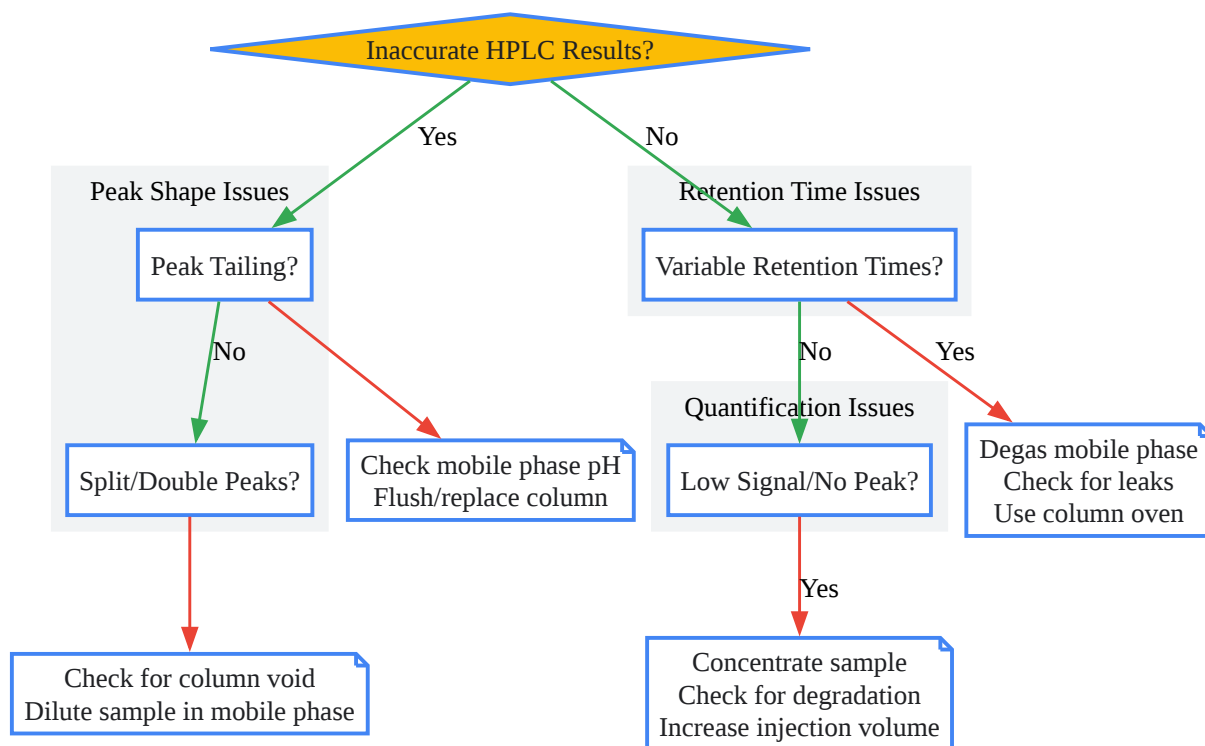 Inaccurate HPLC Results?
Yes
No
Peak Shape Issues
Retention Time Issues
Peak Tailing?
Variable Retention Times?
No
No
Yes
Quantification Issues
Split/Double Peaks?
Check mobile phase pH
Flush/replace column
Low Signal/No Peak?
Degas mobile phase
Check for leaks
Use column oven
Yes
Check for column void
Dilute sample in mobile phase
Concentrate sample
Check for degradation
Increase injection volume